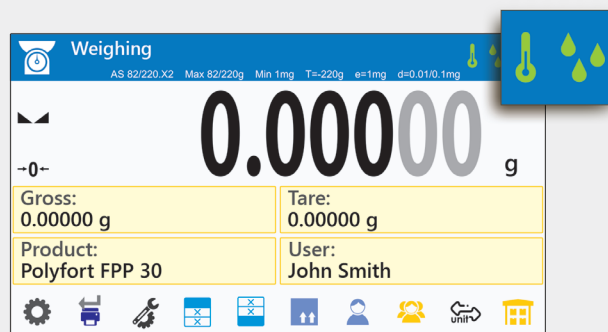 Weighing
AS 82/220.X2 Max 82/220g Min 1mg T=-220g e=1mg d=0.01/0.1mg
0.00000 g
→0←
Gross:
0.00000 g
Tare:
0.00000 g
Product:
Polyfort FPP 30
User:
John Smith
unit